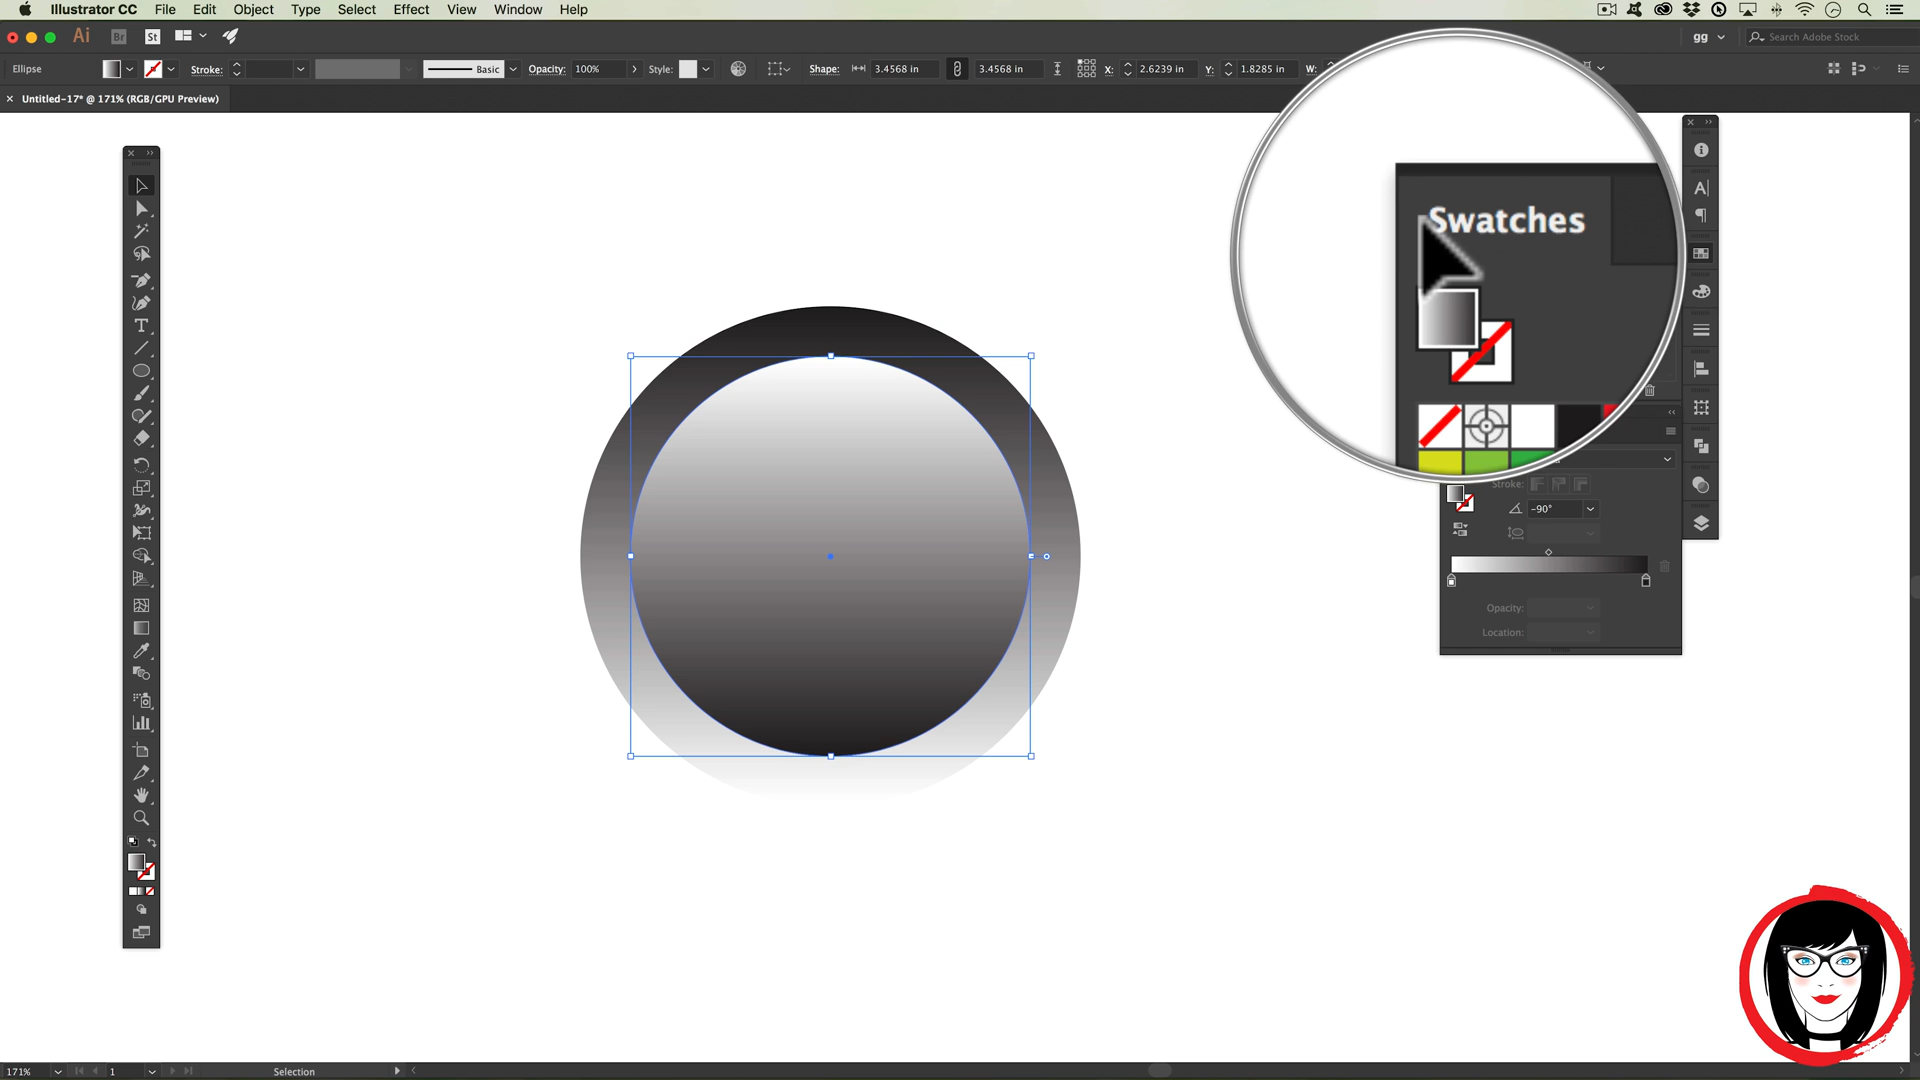 Illustrator CC File Edit Object Type Select Effect View Window Help
Ai Br St gg Search Adobe Stock
Ellipse Stroke: Basic Opacity: 100% Style: Shape: 3.4568 in 3.4568 in X: 2.6239 in Y: 1.8285 in W:
Untitled-17* @ 171% (RGB/GPU Preview)
Swatches
Stroke:
-90°
Opacity:
Location:
171% 1 Selection